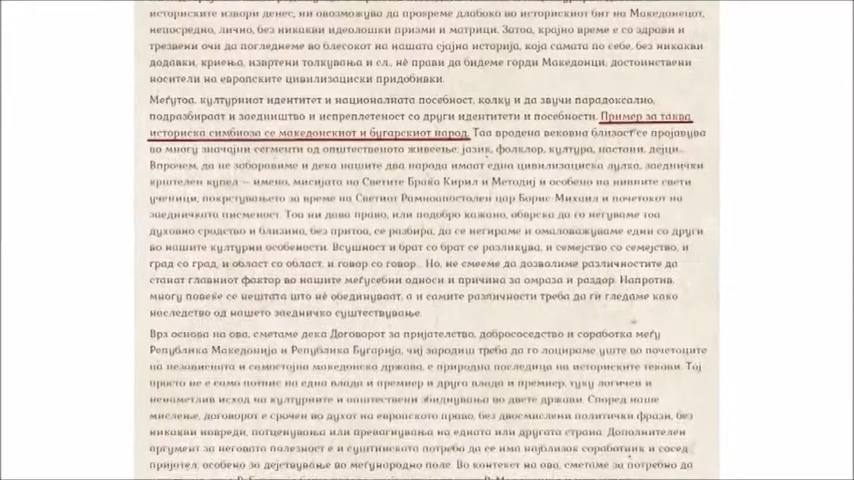 историските извори денес, ни овозможува да продреме длабоко во историскиот бит на Македонецот,
непосредно, лично, без никакви идеолошки призми и матрици. Затоа, крајно време е со здрави и
трезвени очи да погледнеме во блесокот на нашата сјајна историја, која самата по себе, без никакви
додавки, криења, извртени толкувања и сл., нè прави да бидеме горди Македонци, достоинствени
носители на европските цивилизациски придобивки.
Меѓутоа, културниот идентитет и националната посебност, колку и да звучи парадоксално,
подразбираат и заедништво и испреплетеност со други идентитети и посебности. Пример за таква
историска симбиоза се македонскиот и бугарскиот народ. Таа вродена вековна блискост се пројавува
во многу значајни сегменти од општественото живеење: јазик, фолклор, култура, настани, дејци...
Впрочем, да не заборавиме и дека нашите два народа имаат една цивилизациска лулка, заеднички
крштелен купел – имено, мисијата на Светите Браќа Кирил и Методиј и особено на нивните свети
ученици, покрстувањето за време на Светиот Рамноапостолен цар Борис Михаил и почетокот на
заедничката писменост. Тоа ни дава право, или подобро кажано, обврска да го негуваме тоа
духовно сродство и близина, без притоа, се разбира, да се негираме и омаловажуваме едни со други
во нашите културни особености. Всушност и брат со брат се разликува, и семејство со семејство, и
град со град, и област со област, и говор со говор... Но, не смееме да дозволиме различностите да
станат главниот фактор во нашите меѓусебни односи и причина за омраза и раздор. Напротив,
многу повеќе се нештата што нè обединуваат, а и самите различности треба да ги гледаме како
наследство од нашето заедничко суштествување.
Врз основа на ова, сметаме дека Договорот за пријателство, добрососедство и соработка меѓу
Република Македонија и Република Бугарија, чиј зародиш треба да го лоцираме уште во почетоците
на независната и самостојна македонска држава, е природна последица на историските текови. Тој
просто не е само потпис на една влада и премиер и друга влада и премиер, туку логичен и
ненаметлив исход на културните и општествени збиднувања во двете држави. Според наше
мислење, договорот е срочен во духот на европското право, без двосмислени политички фрази, без
никакви навреди, потценувања или превагнувања на едната или другата страна. Дополнителен
аргумент за неговата полезност е и суштинската потреба да се има најблизок соработник и сосед
пријател, особено за дејствување во меѓународно поле. Во контекст на ова, сметаме за потребно да